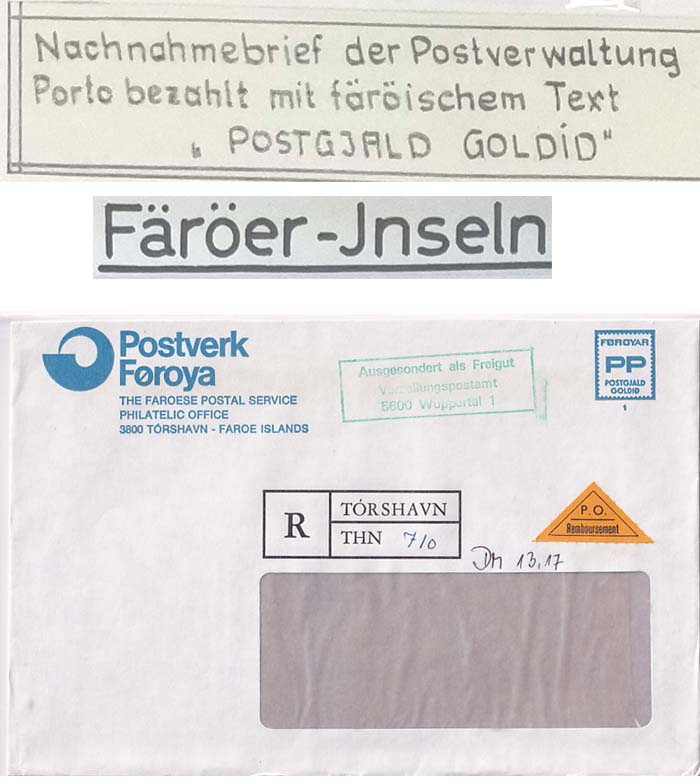 Nachnahmebrief der Postverwaltung
Porto bezahlt mit färöischem Text
„ POSTGJALD GOLDÍD"
Färöer-Jnseln
Postverk
Føroya
THE FAROESE POSTAL SERVICE
PHILATELIC OFFICE
3800 TÓRSHAVN - FAROE ISLANDS
Ausgesondert als Freigut
Verzollungspostamt
5600 Wuppertal 1
FØROYAR
PP
POSTGJALD
GOLDIÐ
1
R
TÓRSHAVN
THN 710
P.O.
Remboursement
DM 13,17